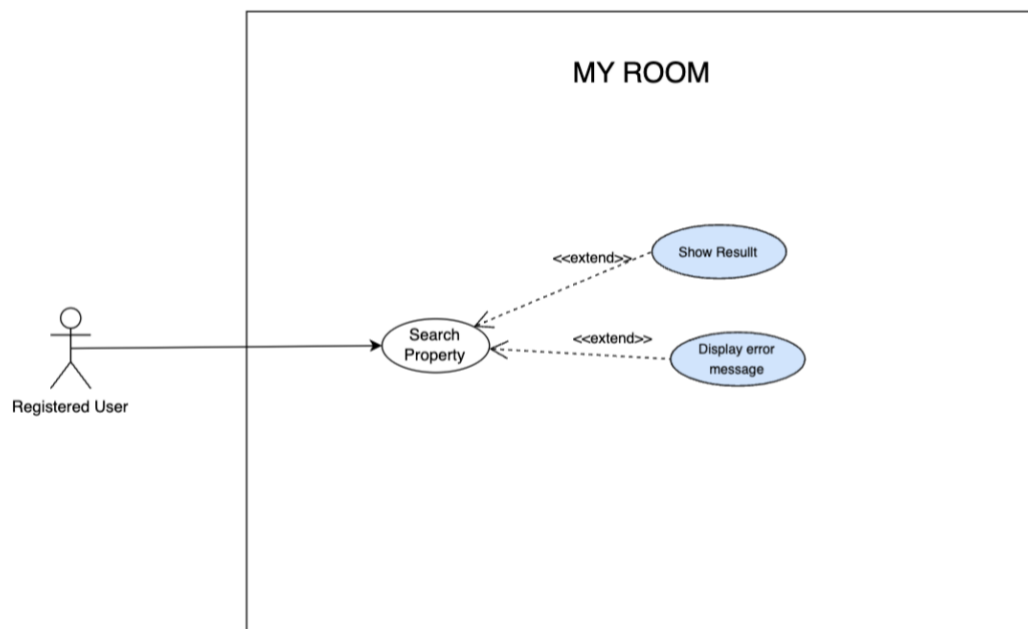 MY ROOM
<<extend>>
Show Resullt
Search
Property
<<extend>>
Display error
message
Registered User